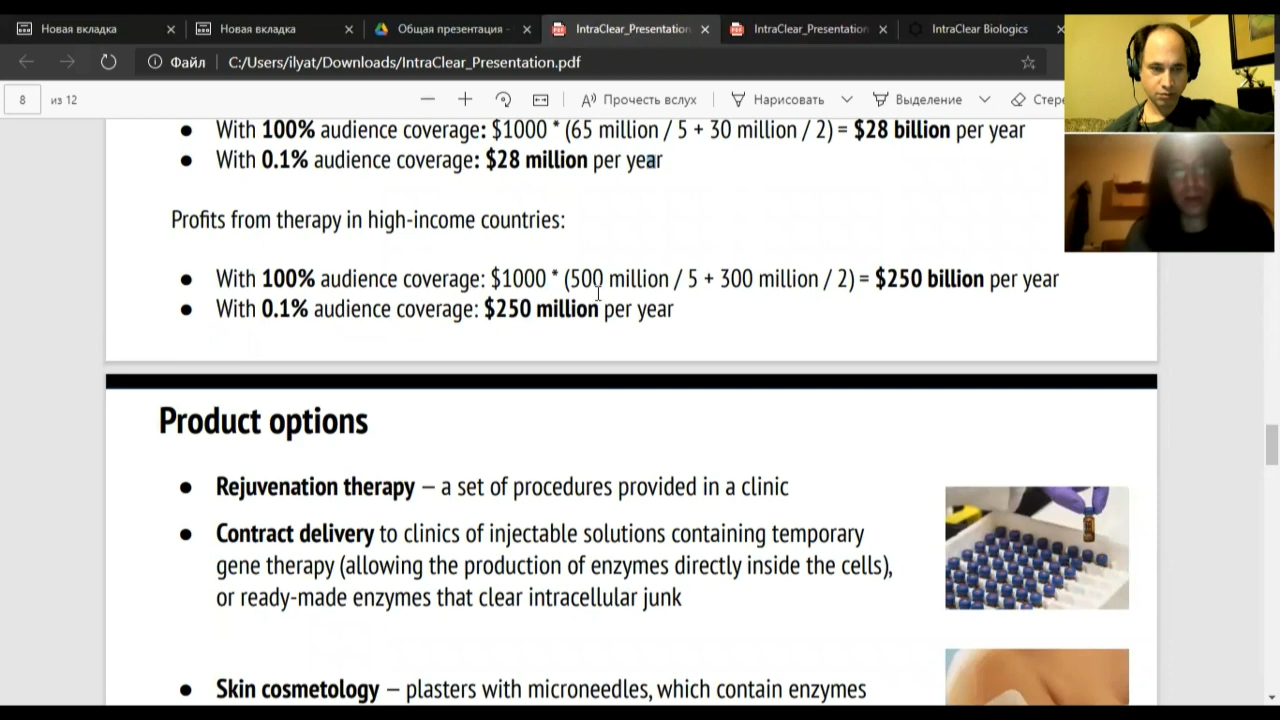 Новая вкладка
Новая вкладка
Общая презентация -
IntraClear_Presentation
IntraClear_Presentation
IntraClear Biologics
Файл
C:/Users/ilyat/Downloads/IntraClear_Presentation.pdf
8 из 12
Прочесть вслух
Нарисовать
Выделение
Стере
● With 100% audience coverage: $1000 * (65 million / 5 + 30 million / 2) = $28 billion per year
● With 0.1% audience coverage: $28 million per year
Profits from therapy in high-income countries:
● With 100% audience coverage: $1000 * (500 million / 5 + 300 million / 2) = $250 billion per year
● With 0.1% audience coverage: $250 million per year
Product options
● Rejuvenation therapy – a set of procedures provided in a clinic
● Contract delivery to clinics of injectable solutions containing temporary
gene therapy (allowing the production of enzymes directly inside the cells),
or ready-made enzymes that clear intracellular junk
● Skin cosmetology – plasters with microneedles, which contain enzymes